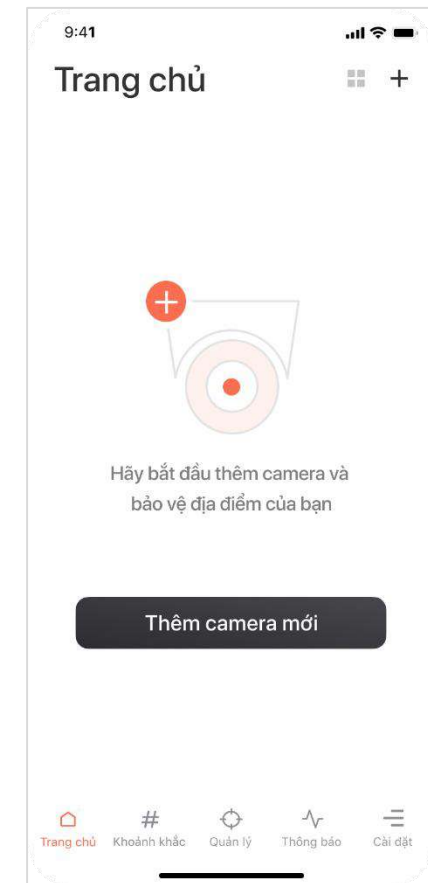 9:41
Trang chủ
Hãy bắt đầu thêm camera và
bảo vệ địa điểm của bạn
Thêm camera mới
Trang chủ Khoảnh khắc Quản lý Thông báo Cài đặt